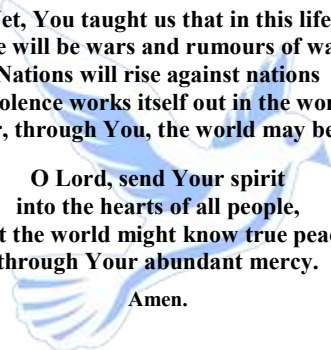 et, You taught us that in this life
e will be wars and rumours of wa
Nations will rise against nations
olence works itself out in the wor
r, through You, the world may be
O Lord, send Your spirit
into the hearts of all people,
t the world might know true peac
through Your abundant mercy.
Amen.